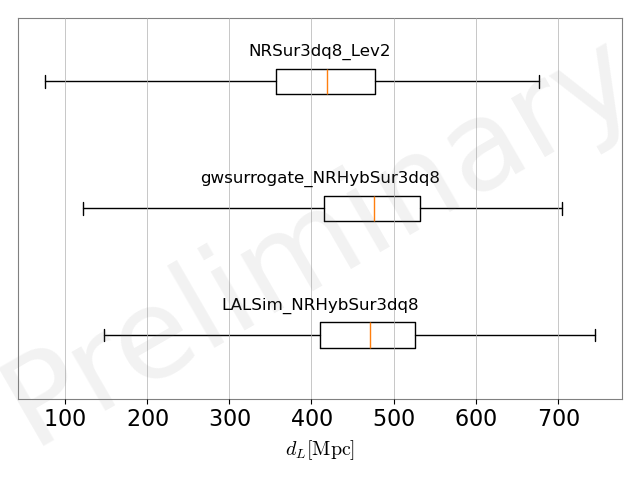 NRSur3dq8_Lev2
gwsurrogate_NRHybSur3dq8
LALSim_NRHybSur3dq8
Preliminary
100 200 300 400 500 600 700
d_L[Mpc]